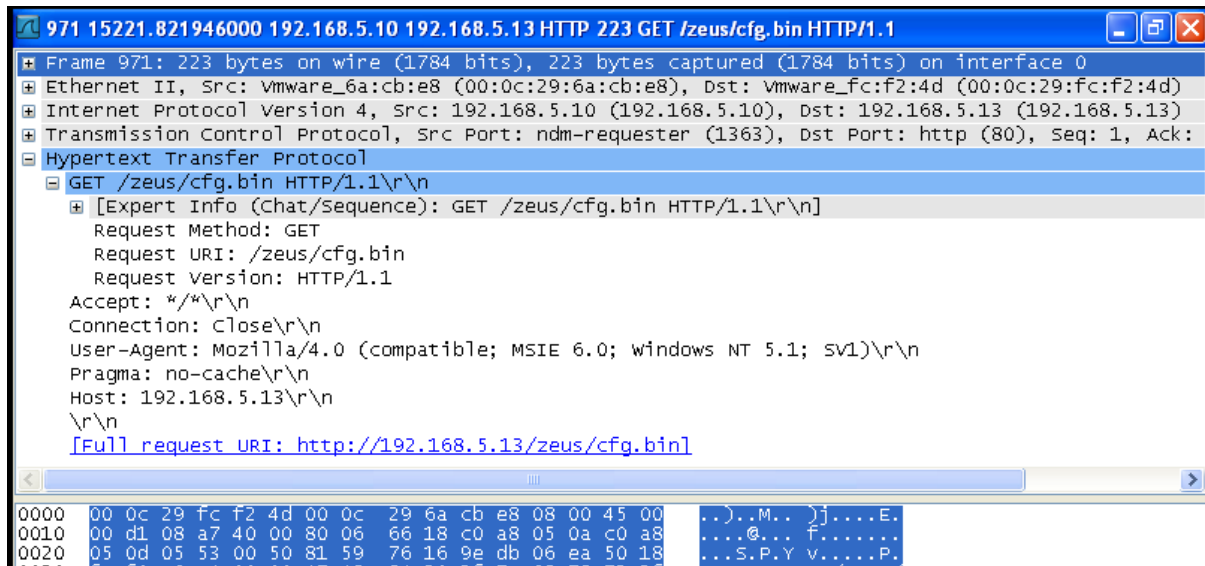 971 15221.821946000 192.168.5.10 192.168.5.13 HTTP 223 GET /zeus/cfg.bin HTTP/1.1
Frame 971: 223 bytes on wire (1784 bits), 223 bytes captured (1784 bits) on interface 0
Ethernet II, Src: Vmware_6a:cb:e8 (00:0c:29:6a:cb:e8), Dst: Vmware_fc:f2:4d (00:0c:29:fc:f2:4d)
Internet Protocol Version 4, Src: 192.168.5.10 (192.168.5.10), Dst: 192.168.5.13 (192.168.5.13)
Transmission Control Protocol, Src Port: ndm-requester (1363), Dst Port: http (80), Seq: 1, Ack:
Hypertext Transfer Protocol
GET /zeus/cfg.bin HTTP/1.1\r\n
[Expert Info (Chat/Sequence): GET /zeus/cfg.bin HTTP/1.1\r\n]
Request Method: GET
Request URI: /zeus/cfg.bin
Request Version: HTTP/1.1
Accept: */*\r\n
Connection: Close\r\n
User-Agent: Mozilla/4.0 (compatible; MSIE 6.0; Windows NT 5.1; SV1)\r\n
Pragma: no-cache\r\n
Host: 192.168.5.13\r\n
\r\n
[Full request URI: http://192.168.5.13/zeus/cfg.bin]
0000 00 0c 29 fc f2 4d 00 0c 29 6a cb e8 08 00 45 00 ..)..M.. )j....E.
0010 00 d1 08 a7 40 00 80 06 66 18 c0 a8 05 0a c0 a8 ....@... f.......
0020 05 0d 05 53 00 50 81 59 76 16 9e db 06 ea 50 18 ...S.P.Y v.....P.